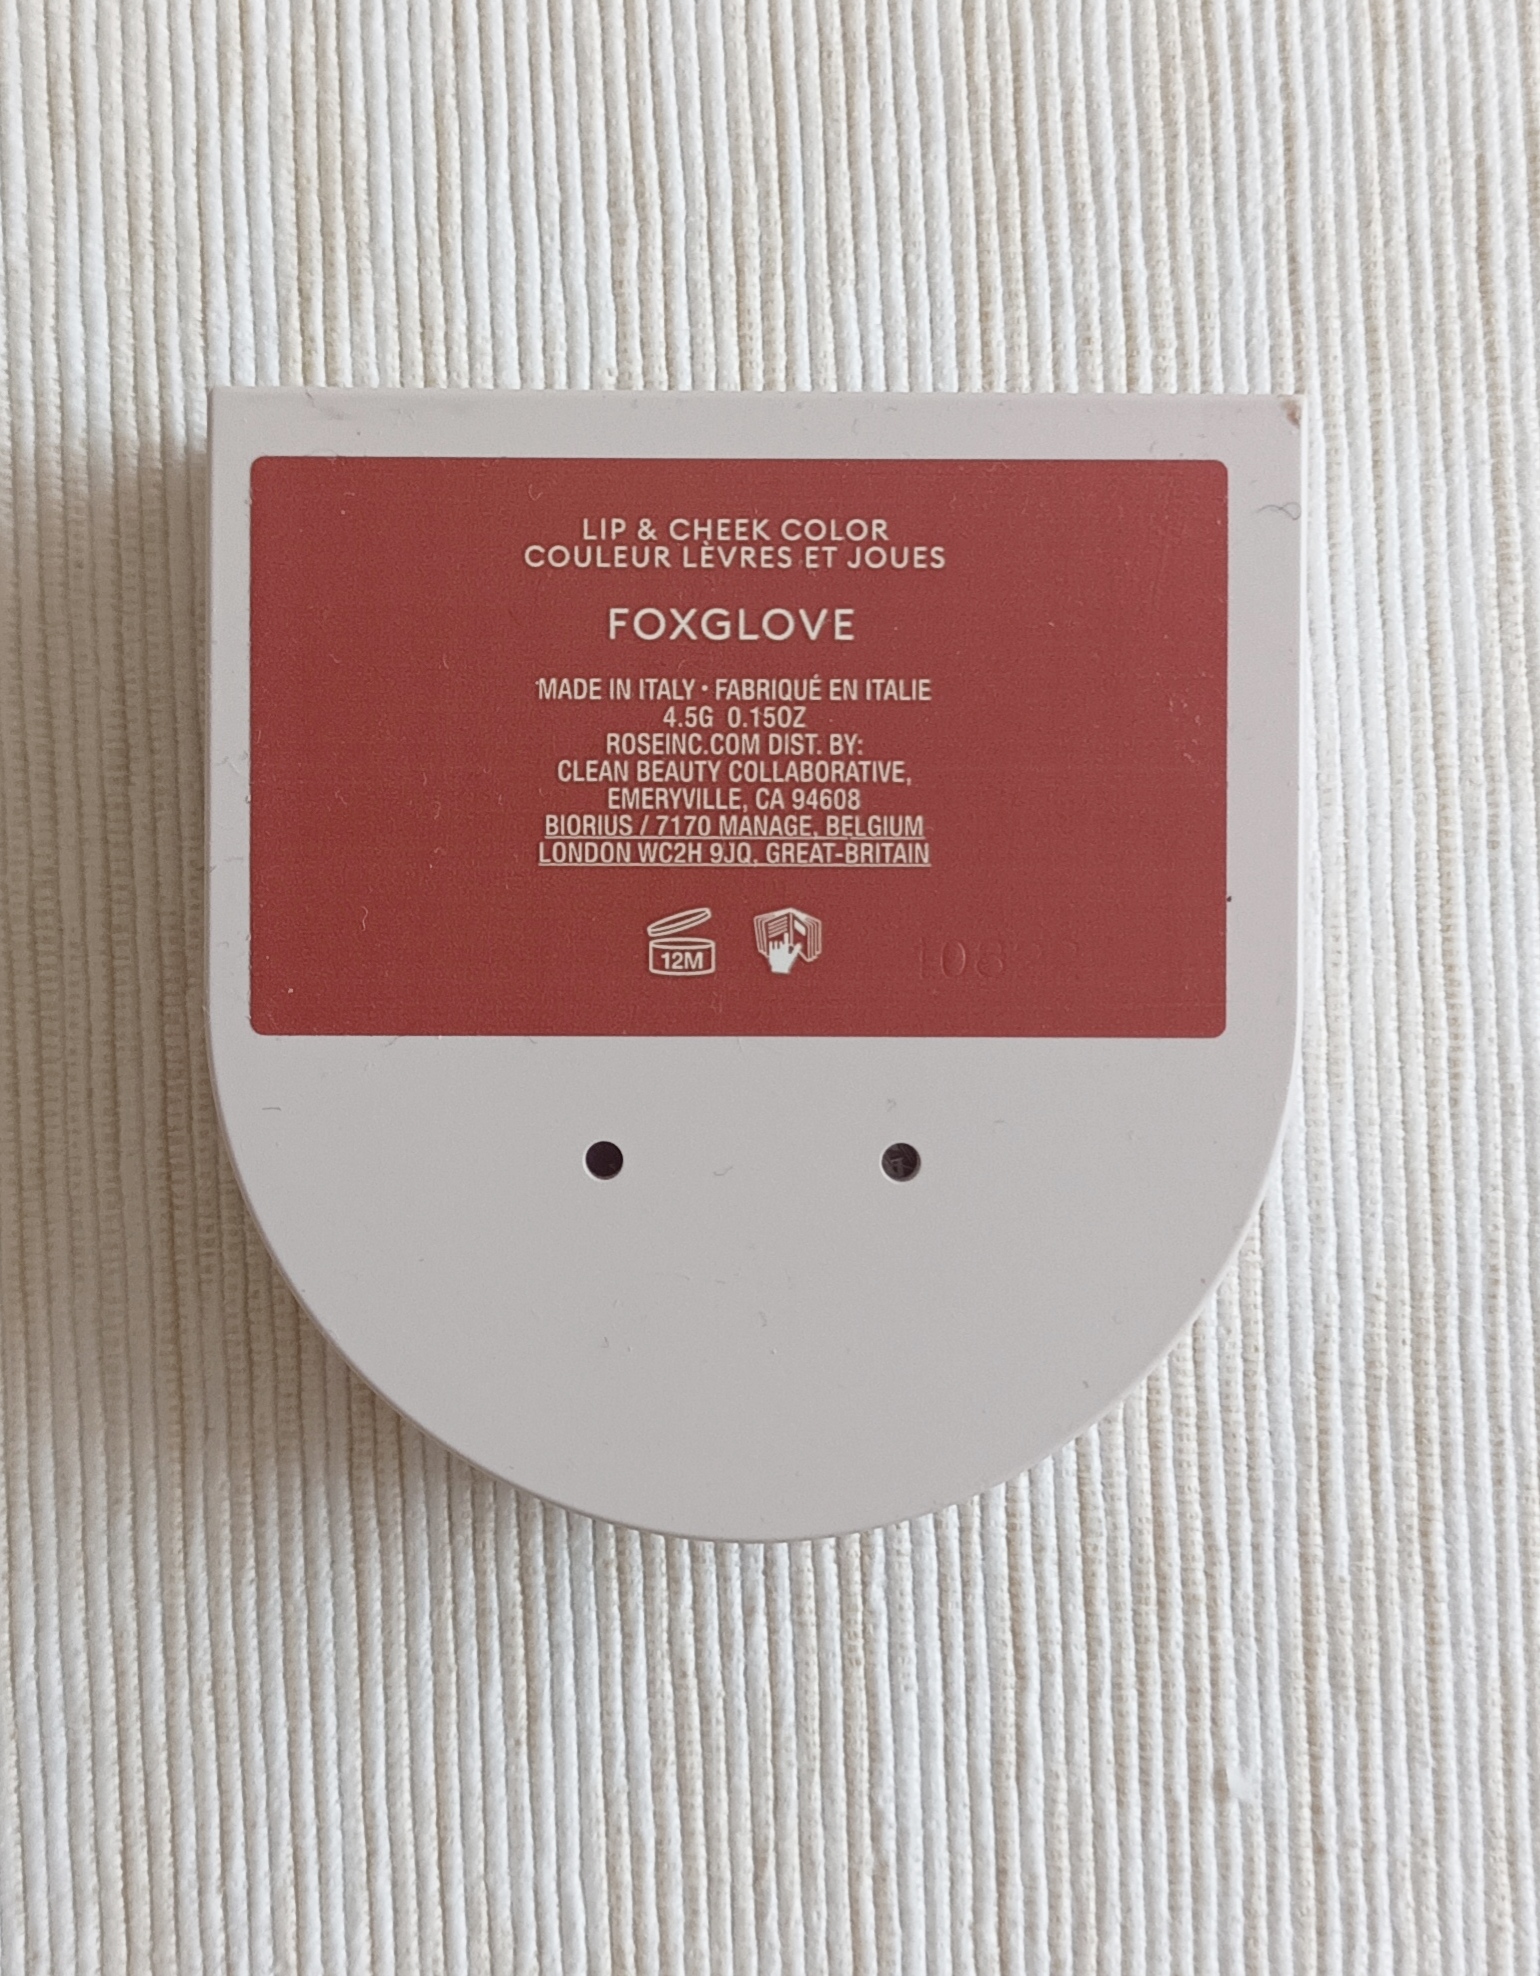 LIP & CHEEK COLOR
COULEUR LÈVRES ET JOUES
FOXGLOVE
MADE IN ITALY • FABRIQUÉ EN ITALIE
4.5G 0.15OZ
ROSEINC.COM DIST. BY:
CLEAN BEAUTY COLLABORATIVE,
EMERYVILLE, CA 94608
BIORIUS / 7170 MANAGE, BELGIUM
LONDON WC2H 9JQ, GREAT-BRITAIN
12M